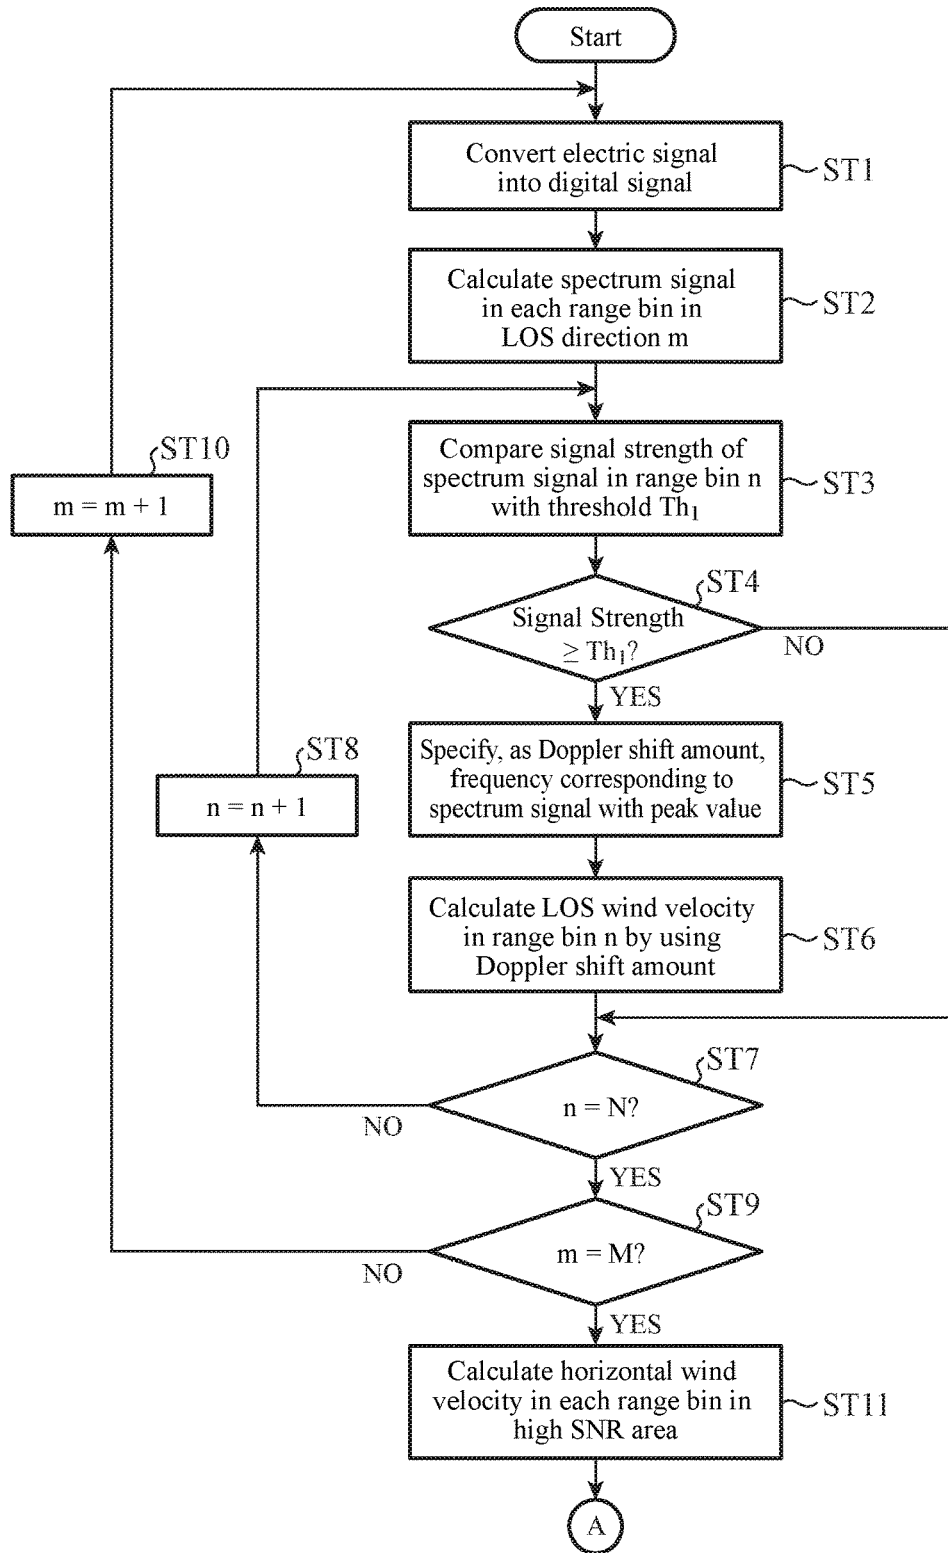 Start
Convert electric signal
into digital signal
ST1
Calculate spectrum signal
in each range bin in
LOS direction m
ST2
ST10
m = m + 1
Compare signal strength of
spectrum signal in range bin n
with threshold Th₁
ST3
ST4
Signal Strength
≥ Th₁?
NO
YES
ST8
n = n + 1
Specify, as Doppler shift amount,
frequency corresponding to
spectrum signal with peak value
ST5
Calculate LOS wind velocity
in range bin n by using
Doppler shift amount
ST6
ST7
n = N?
NO
YES
ST9
m = M?
NO
YES
Calculate horizontal wind
velocity in each range bin in
high SNR area
ST11
A